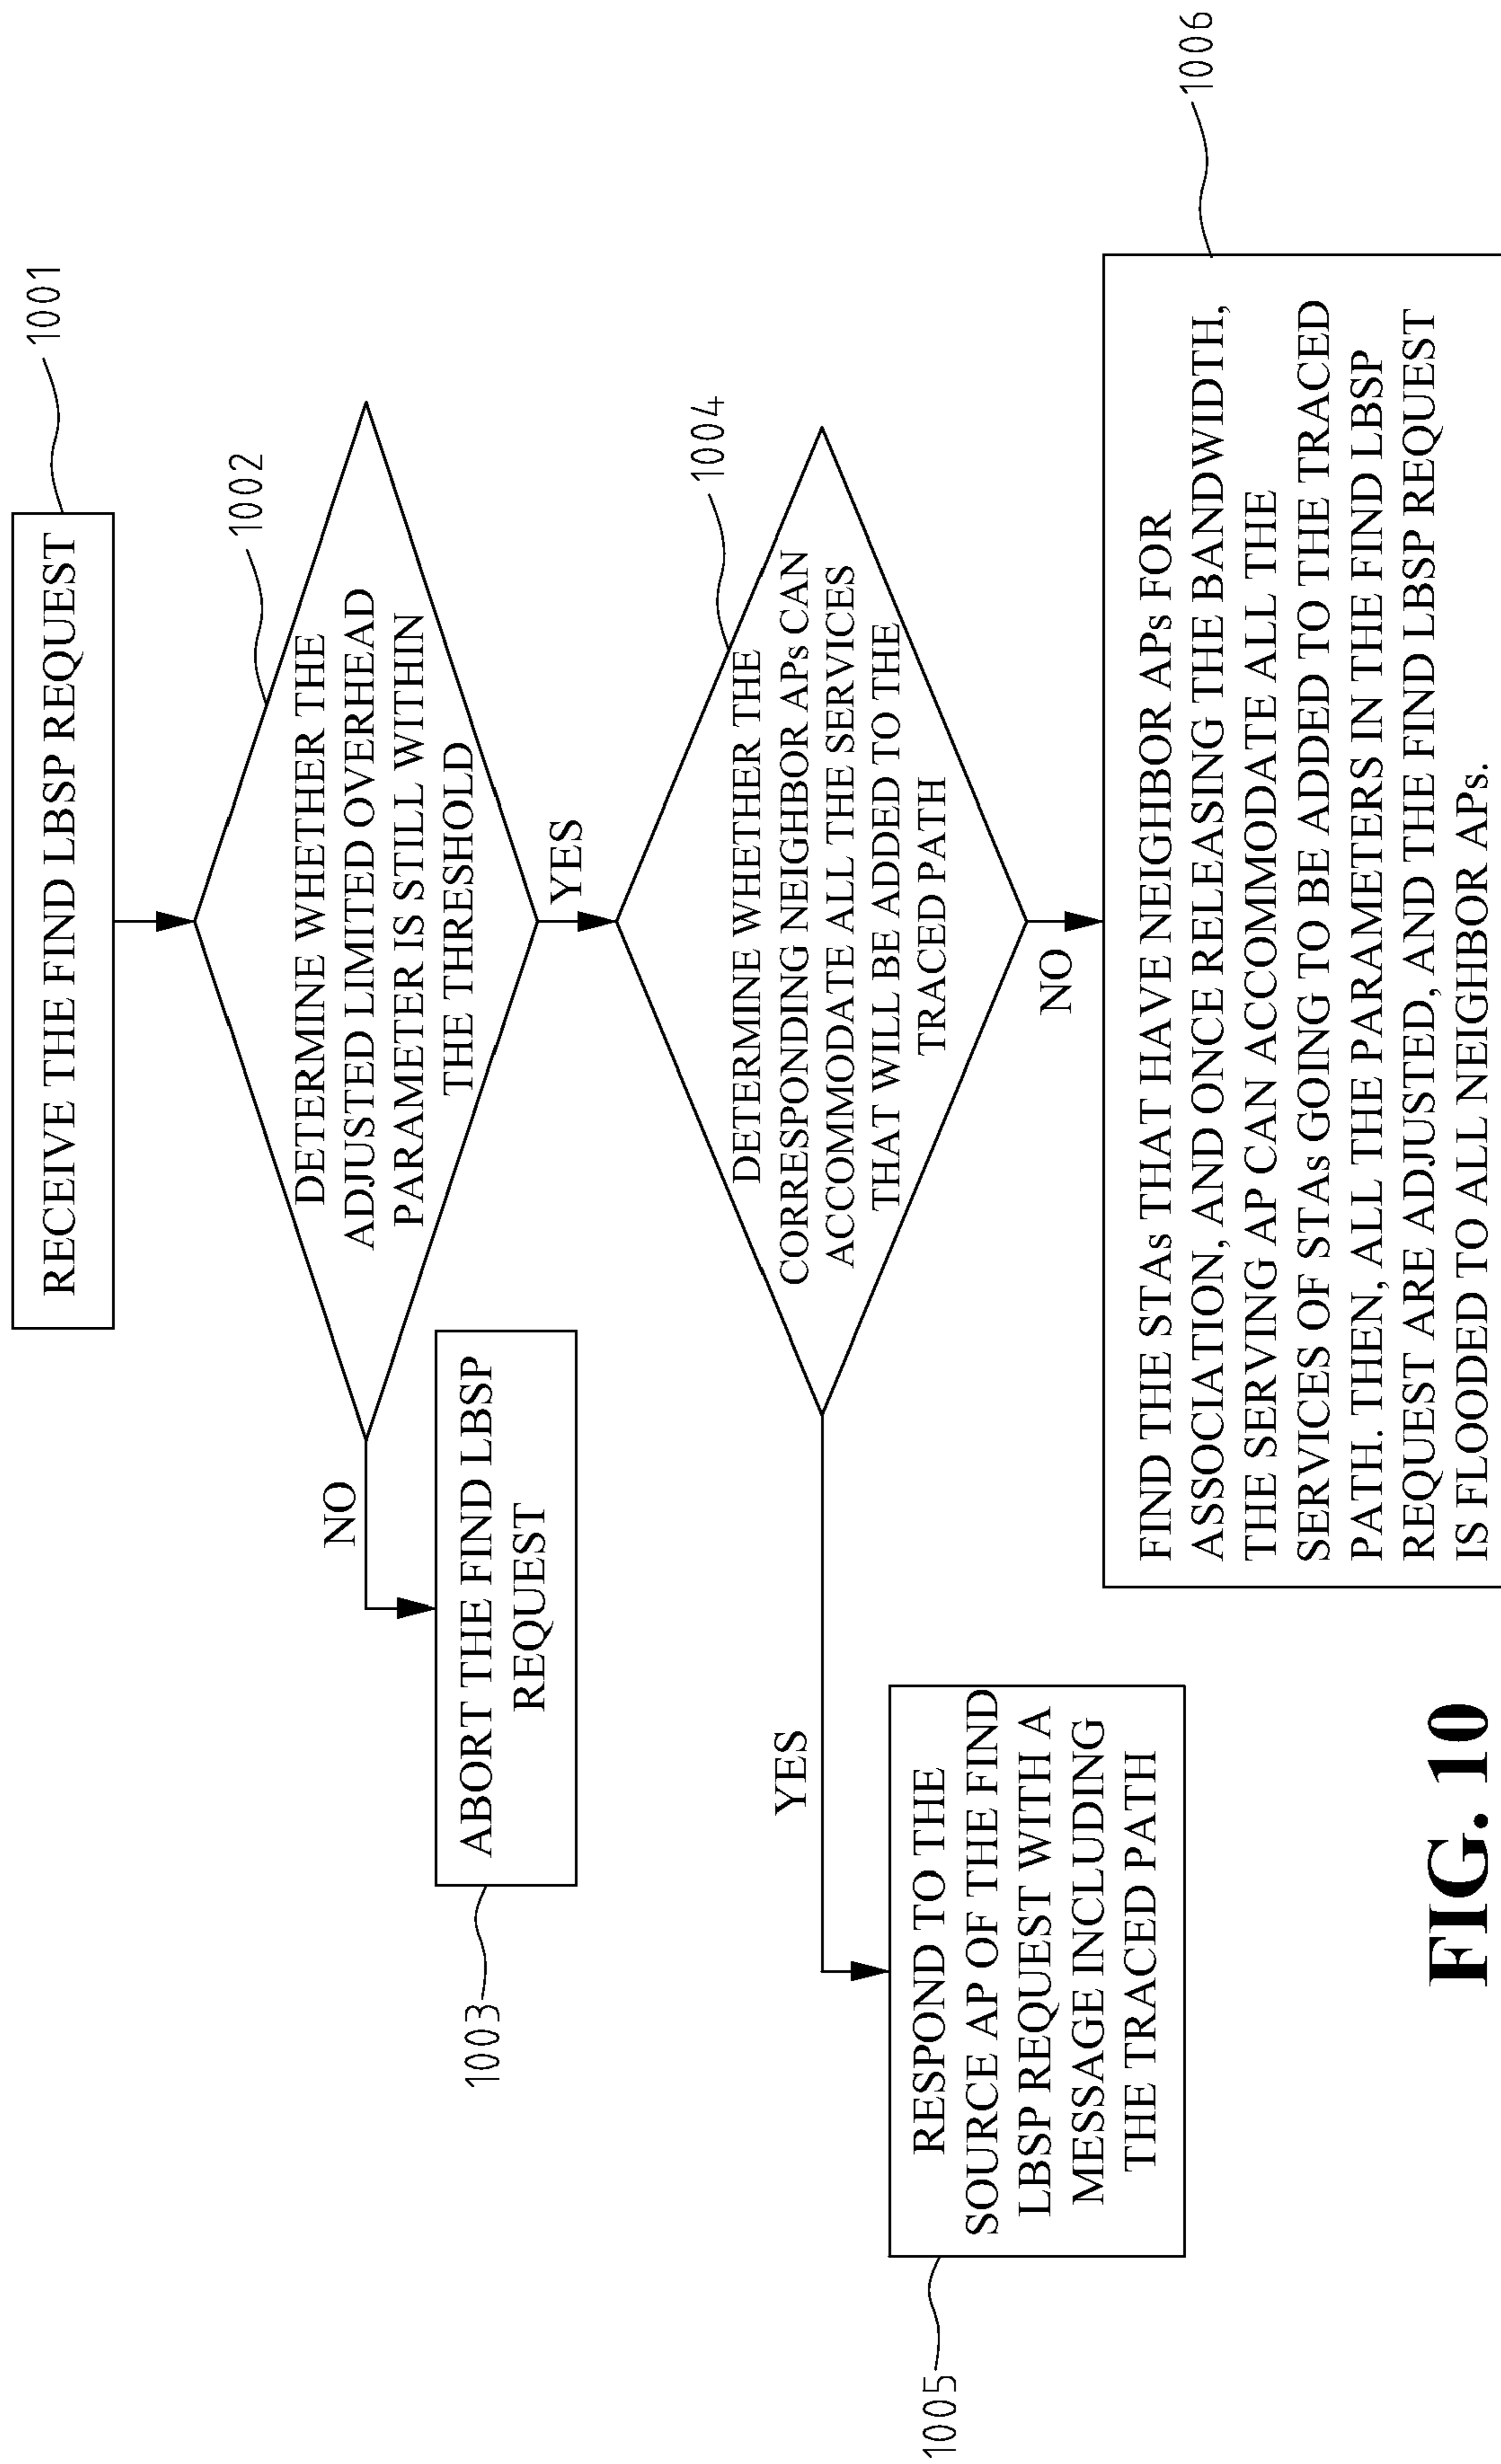 1001
RECEIVE THE FIND LBSP REQUEST
1002
DETERMINE WHETHER THE
ADJUSTED LIMITED OVERHEAD
PARAMETER IS STILL WITHIN
THE THRESHOLD
NO
YES
1003
ABORT THE FIND LBSP
REQUEST
1004
DETERMINE WHETHER THE
CORRESPONDING NEIGHBOR APs CAN
ACCOMMODATE ALL THE SERVICES
THAT WILL BE ADDED TO THE
TRACED PATH
YES
NO
1005
RESPOND TO THE
SOURCE AP OF THE FIND
LBSP REQUEST WITH A
MESSAGE INCLUDING
THE TRACED PATH
1006
FIND THE STAs THAT HAVE NEIGHBOR APs FOR
ASSOCIATION, AND ONCE RELEASING THE BANDWIDTH,
THE SERVING AP CAN ACCOMMODATE ALL THE
SERVICES OF STAs GOING TO BE ADDED TO THE TRACED
PATH. THEN, ALL THE PARAMETERS IN THE FIND LBSP
REQUEST ARE ADJUSTED, AND THE FIND LBSP REQUEST
IS FLOODED TO ALL NEIGHBOR APs.
FIG. 10